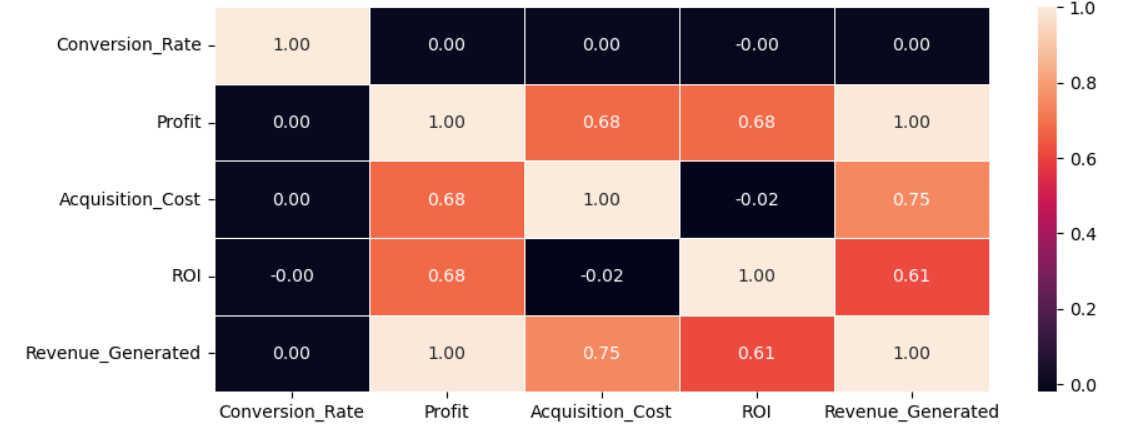 Conversion_Rate 1.00 0.00 0.00 -0.00 0.00
Profit 0.00 1.00 0.68 0.68 1.00
Acquisition_Cost 0.00 0.68 1.00 -0.02 0.75
ROI -0.00 0.68 -0.02 1.00 0.61
Revenue_Generated 0.00 1.00 0.75 0.61 1.00
Conversion_Rate Profit Acquisition_Cost ROI Revenue_Generated
1.0
0.8
0.6
0.4
0.2
0.0